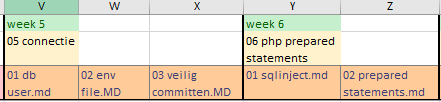 V W X Y Z
week 5 week 6
05 connectie 06 php prepared
statements
01 db 02 env 03 veilig 01 sqlinject.md 02 prepared
user.md file.MD committen.MD statements.md